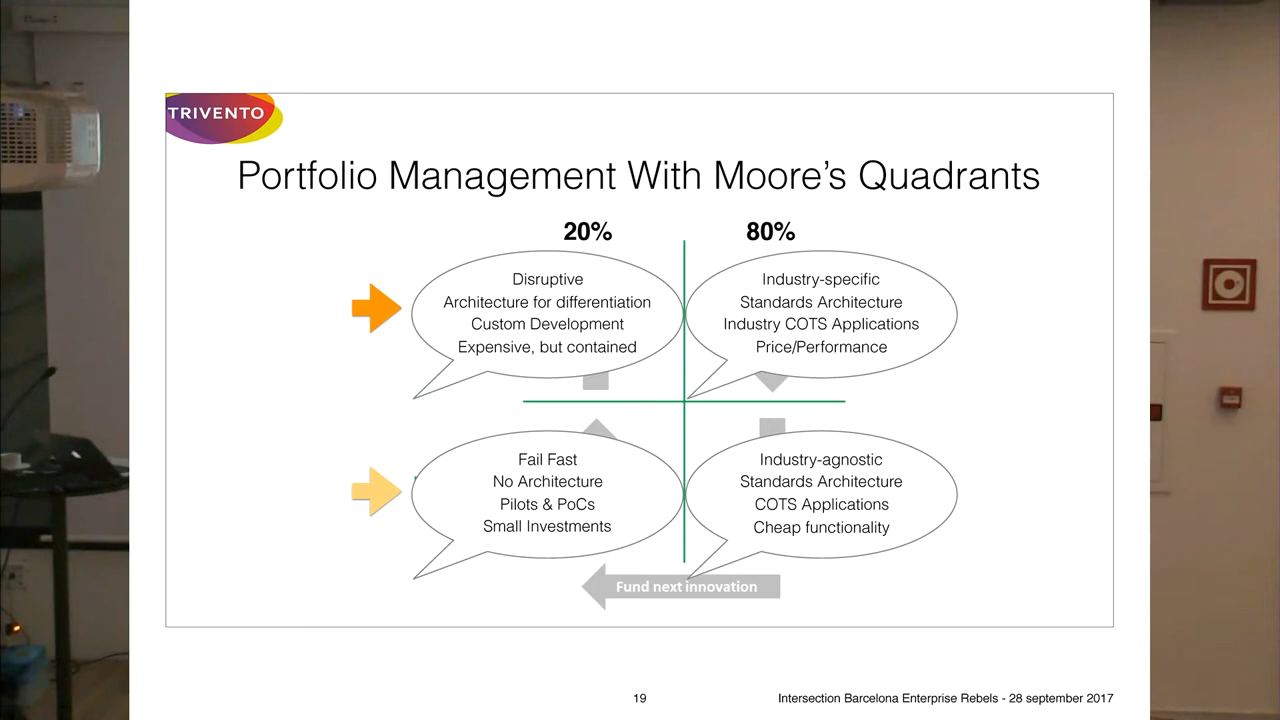 TRIVENTO
Portfolio Management With Moore's Quadrants
20%
80%
Disruptive
Architecture for differentiation
Custom Development
Expensive, but contained
Industry-specific
Standards Architecture
Industry COTS Applications
Price/Performance
Fail Fast
No Architecture
Pilots & PoCs
Small Investments
Industry-agnostic
Standards Architecture
COTS Applications
Cheap functionality
Fund next innovation
19
Intersection Barcelona Enterprise Rebels - 28 september 2017